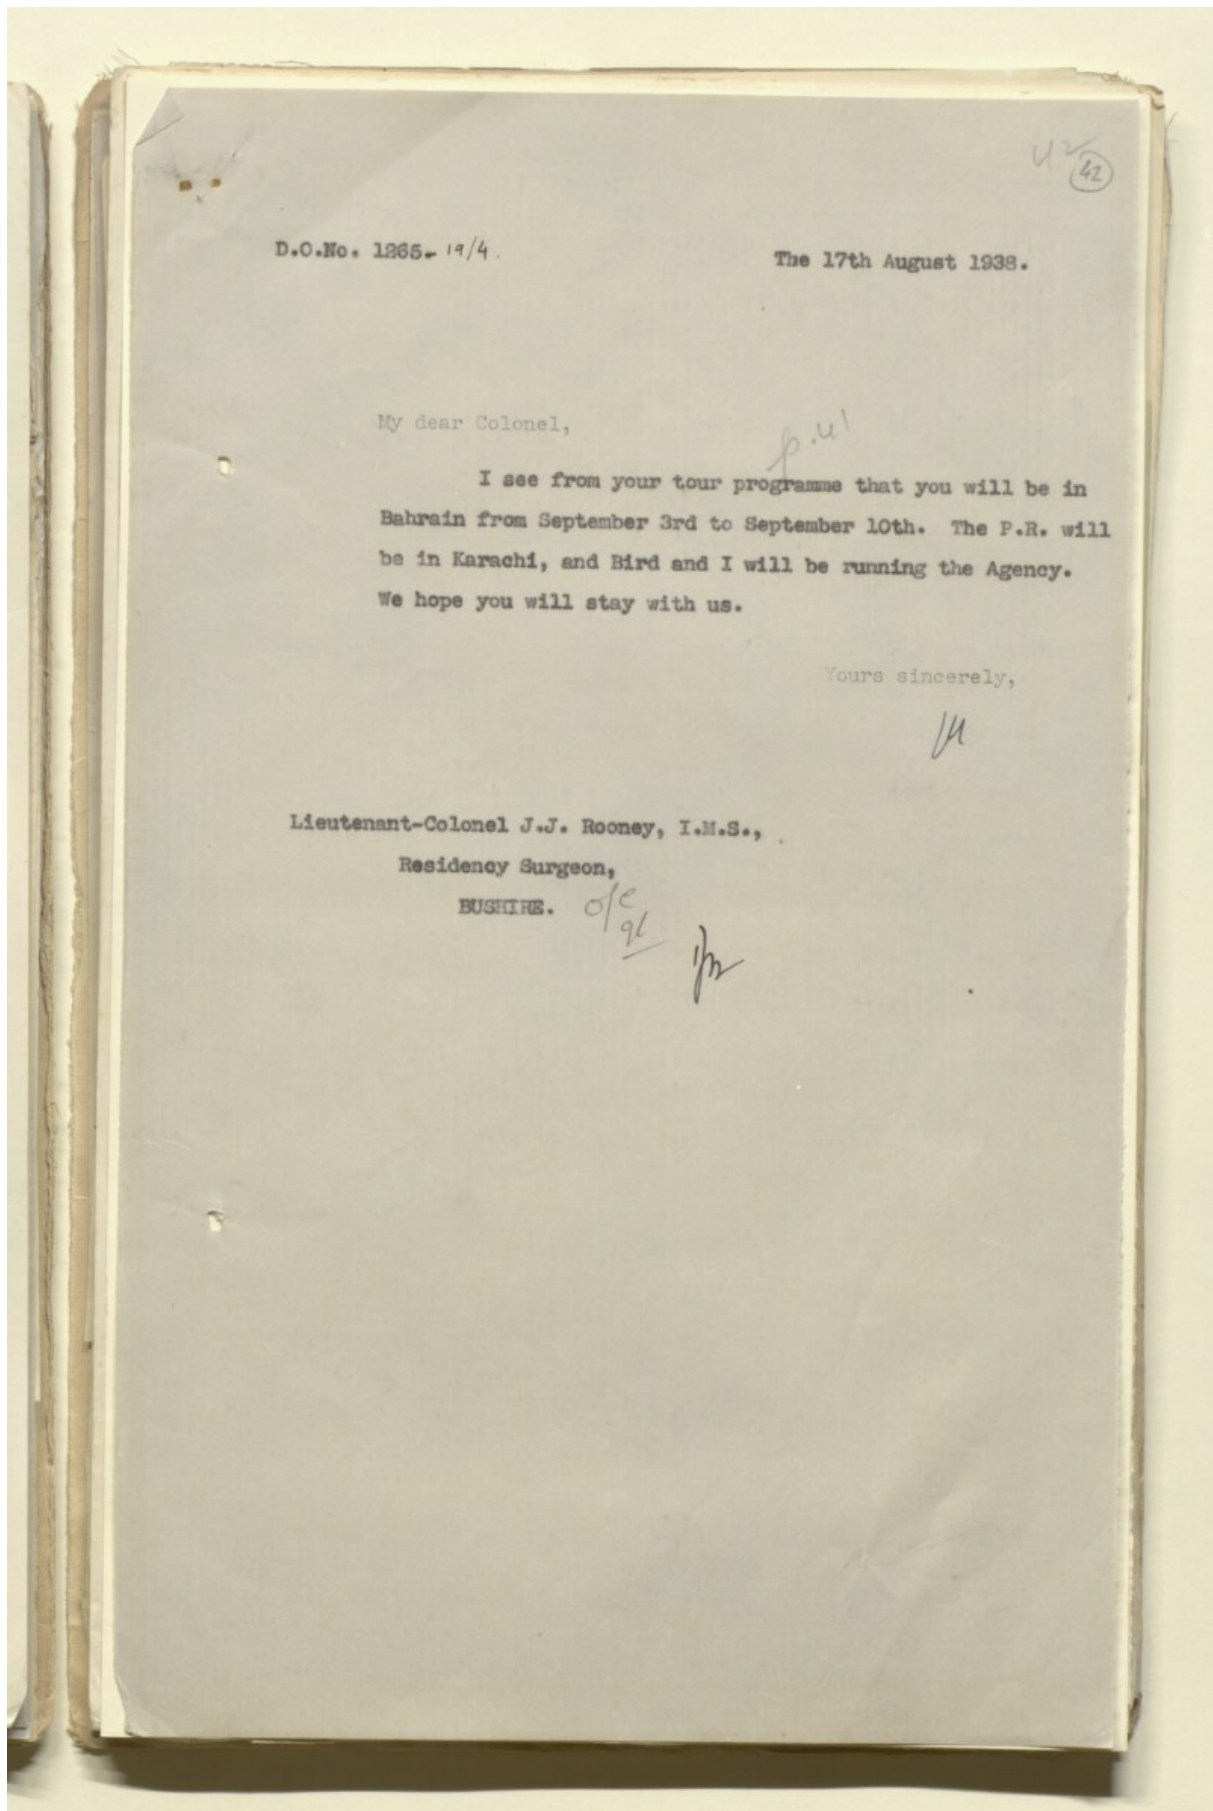 42
42
D.O.No. 1265- 19/4.
The 17th August 1938.
My dear Colonel,
p.41
I see from your tour programme that you will be in
Bahrain from September 3rd to September 10th. The P.R. will
be in Karachi, and Bird and I will be running the Agency.
We hope you will stay with us.
Yours sincerely,
Lieutenant-Colonel J.J. Rooney, I.M.S.,
Residency Surgeon,
BUSHIRE.